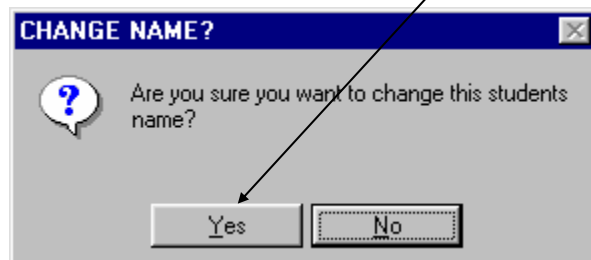 CHANGE NAME?
Are you sure you want to change this students
name?
Yes
No